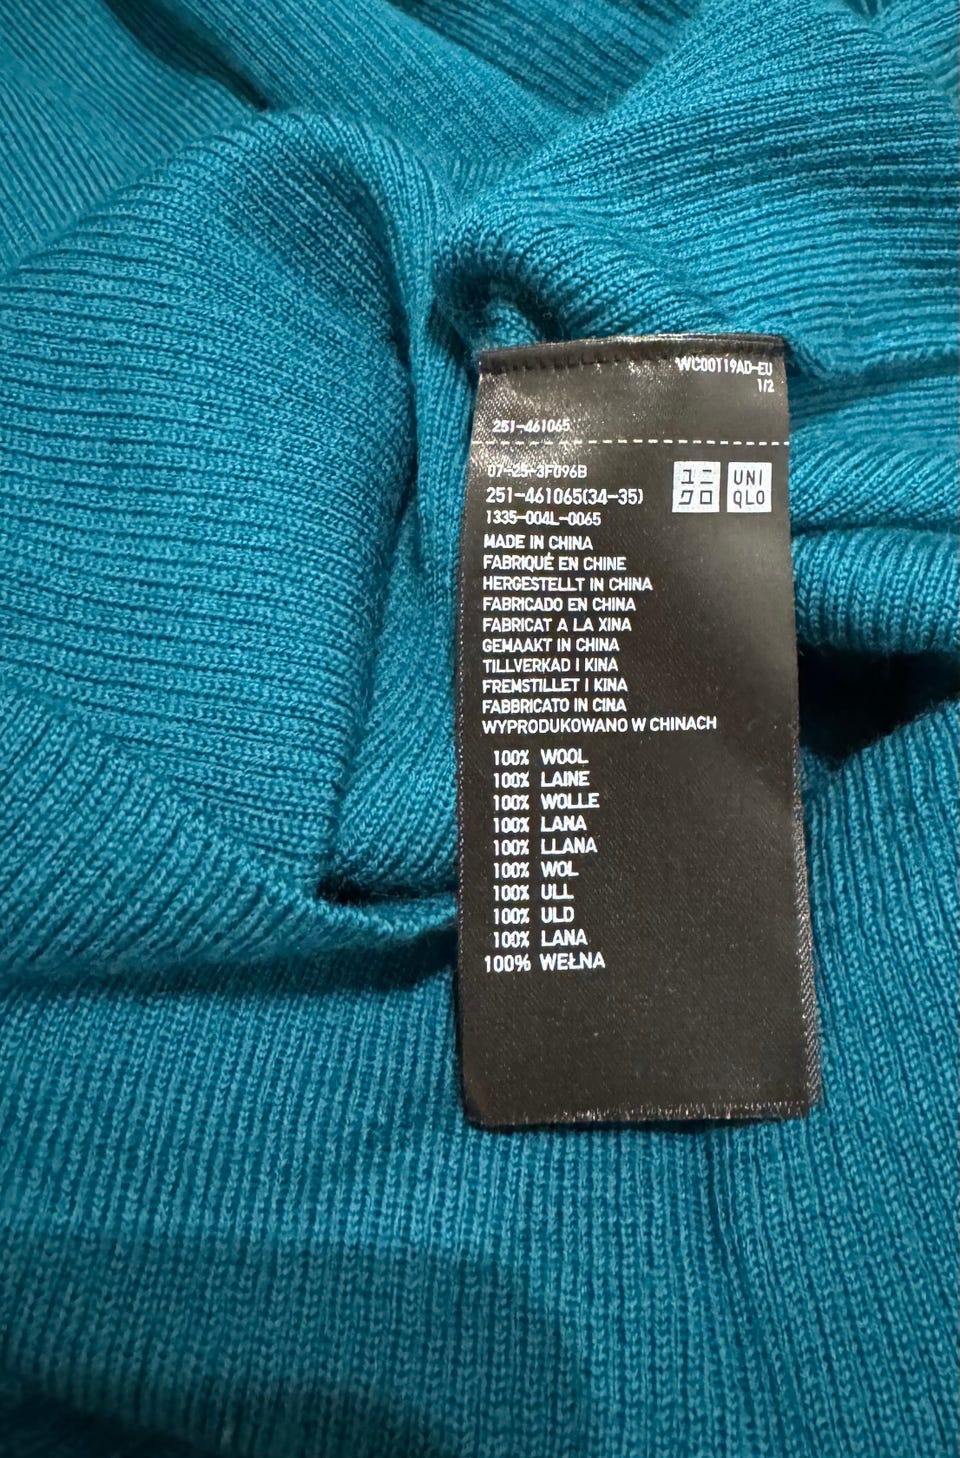 WC00T19AD-EU
1/2
251-461065
07-25-3F096B
251-461065(34-35)
1335-004L-0065
ユニ
クロ
UNI
QLO
MADE IN CHINA
FABRIQUÉ EN CHINE
HERGESTELLT IN CHINA
FABRICADO EN CHINA
FABRICAT A LA XINA
GEMAAKT IN CHINA
TILLVERKAD I KINA
FREMSTILLET I KINA
FABBRICATO IN CINA
WYPRODUKOWANO W CHINACH
100% WOOL
100% LAINE
100% WOLLE
100% LANA
100% LLANA
100% WOL
100% ULL
100% ULD
100% LANA
100% WEŁNA